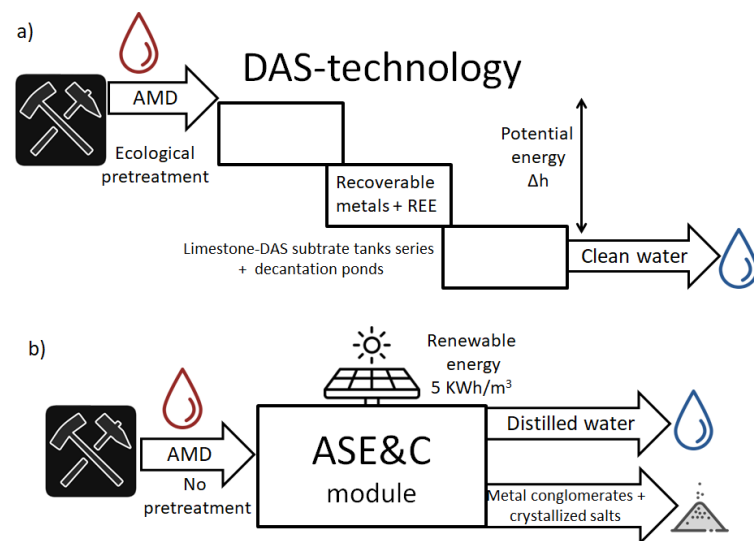 a)
DAS-technology
AMD
Ecological
pretreatment
Potential
energy
Δh
Recoverable
metals + REE
Limestone-DAS subtrate tanks series
+ decantation ponds
Clean water
b)
Renewable
energy
5 KWh/m³
AMD
No
pretreatment
ASE&C
module
Distilled water
Metal conglomerates +
crystallized salts